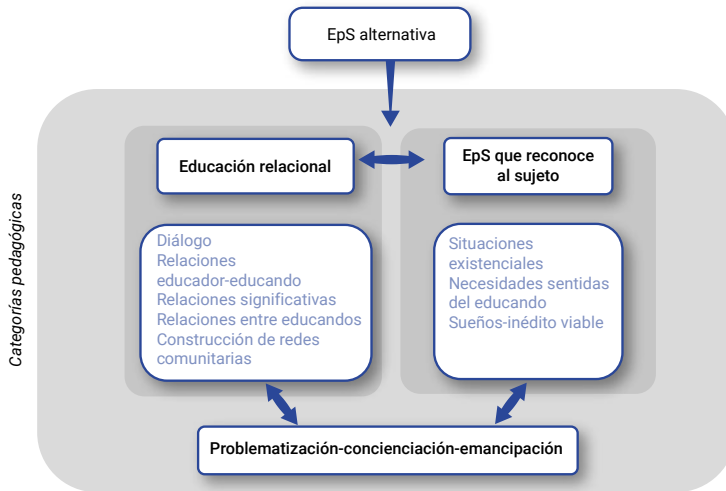 EpS alternativa
Categorías pedagógicas
Educación relacional
EpS que reconoce
al sujeto
Diálogo
Relaciones
educador-educando
Relaciones significativas
Relaciones entre educandos
Construcción de redes
comunitarias
Situaciones
existenciales
Necesidades sentidas
del educando
Sueños-inédito viable
Problematización-concienciación-emancipación